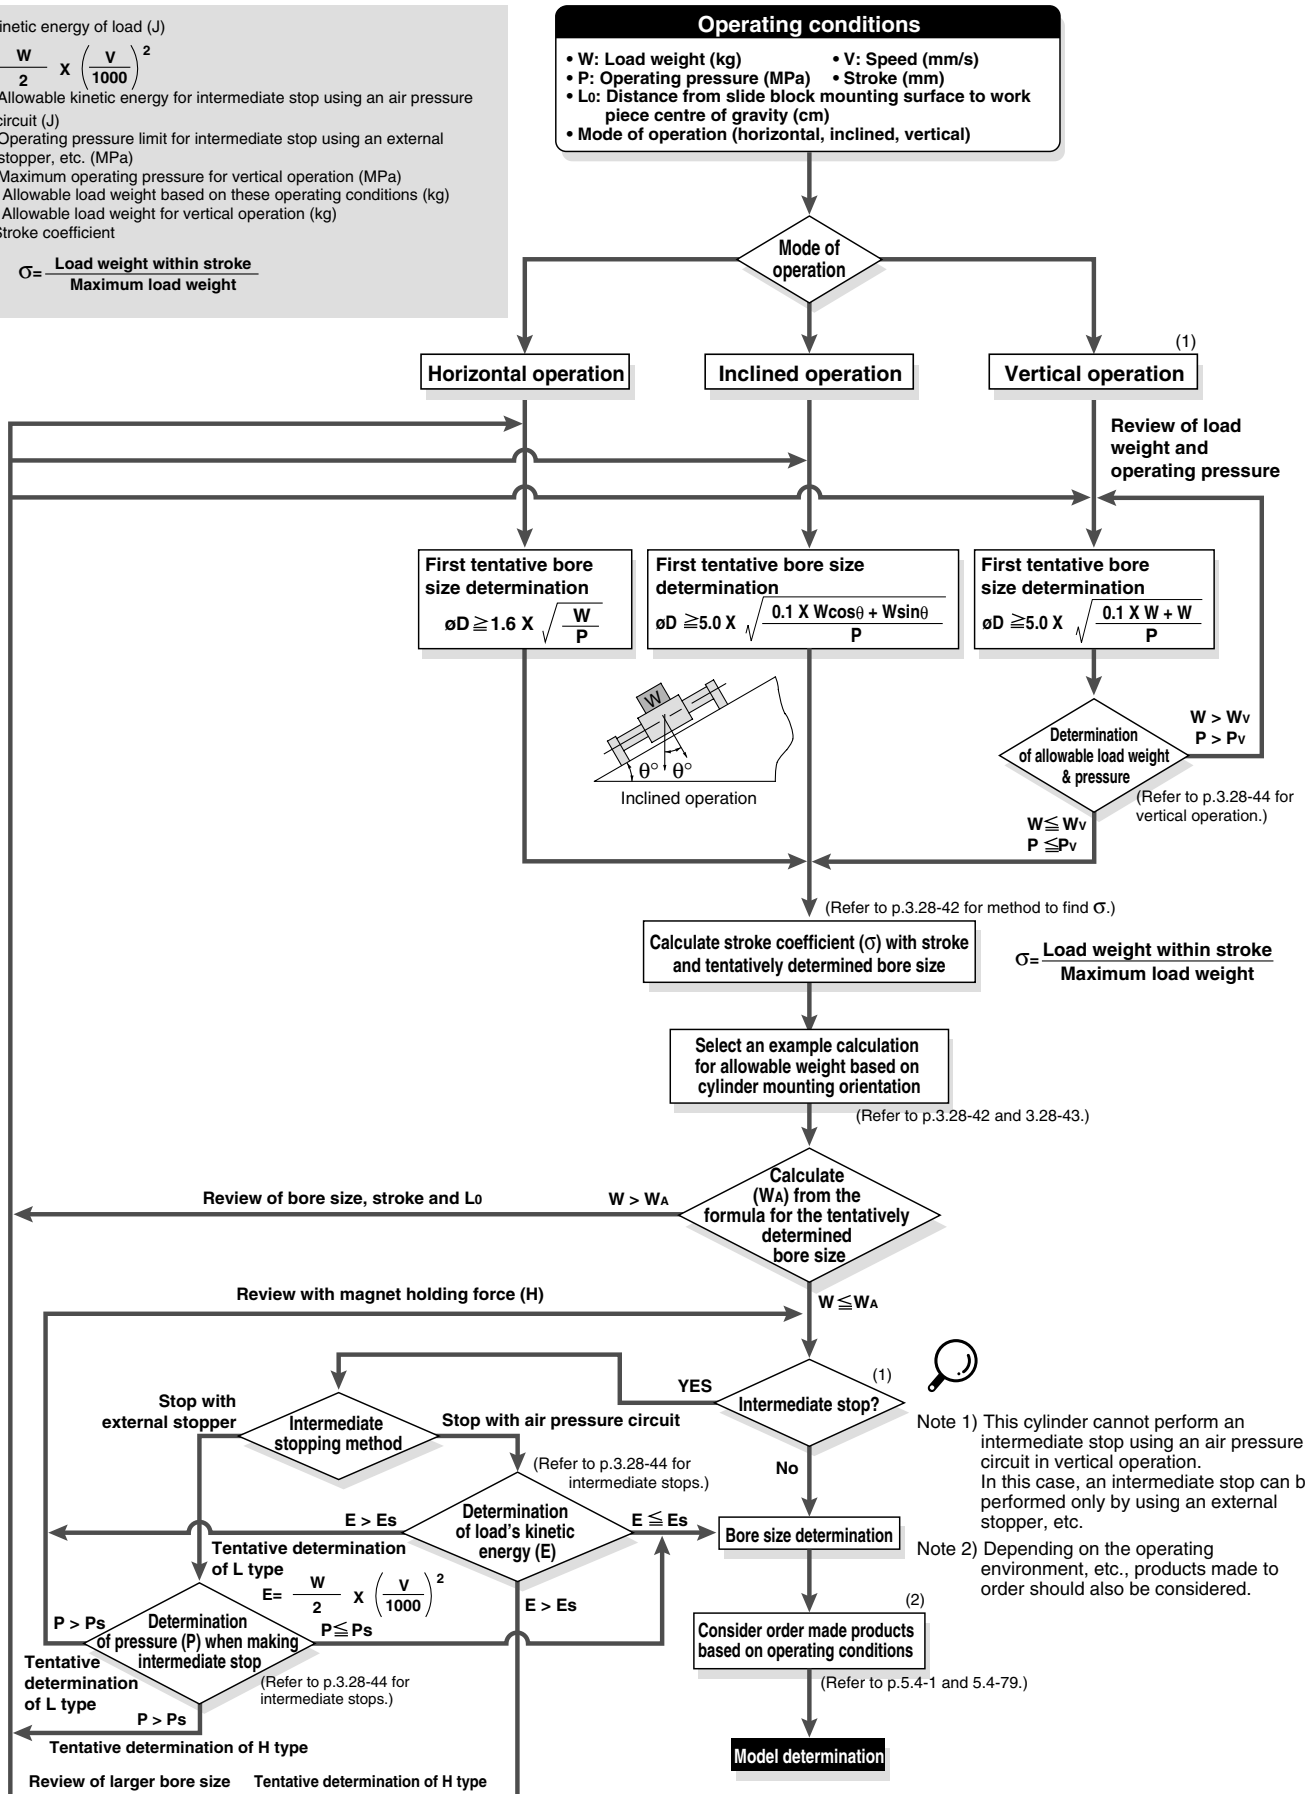 inetic energy of load (J)
W/2 X (V/1000)²
Allowable kinetic energy for intermediate stop using an air pressure
circuit (J)
Operating pressure limit for intermediate stop using an external
stopper, etc. (MPa)
Maximum operating pressure for vertical operation (MPa)
Allowable load weight based on these operating conditions (kg)
Allowable load weight for vertical operation (kg)
Stroke coefficient
σ= Load weight within stroke
Maximum load weight
Operating conditions
• W: Load weight (kg) • V: Speed (mm/s)
• P: Operating pressure (MPa) • Stroke (mm)
• L0: Distance from slide block mounting surface to work
piece centre of gravity (cm)
• Mode of operation (horizontal, inclined, vertical)
Mode of
operation
(1)
Horizontal operation
Inclined operation
Vertical operation
Review of load
weight and
operating pressure
First tentative bore
size determination
øD ≧ 1.6 X √(W/P)
First tentative bore size
determination
øD ≧ 5.0 X √((0.1 X Wcosθ + Wsinθ)/P)
First tentative bore
size determination
øD ≧ 5.0 X √((0.1 X W + W)/P)
W
θ° θ°
Inclined operation
Determination
of allowable load weight
& pressure
W > WV
P > PV
(Refer to p.3.28-44 for
vertical operation.)
W ≦ WV
P ≦ PV
(Refer to p.3.28-42 for method to find σ.)
Calculate stroke coefficient (σ) with stroke
and tentatively determined bore size
σ= Load weight within stroke
Maximum load weight
Select an example calculation
for allowable weight based on
cylinder mounting orientation
(Refer to p.3.28-42 and 3.28-43.)
Calculate
(WA) from the
formula for the tentatively
determined
bore size
Review of bore size, stroke and L0
W > WA
W ≦ WA
Review with magnet holding force (H)
(1)
Intermediate stop?
YES
No
Stop with
external stopper
Intermediate
stopping method
Stop with air pressure circuit
(Refer to p.3.28-44 for
intermediate stops.)
Determination
of load's kinetic
energy (E)
E > Es
E ≦ Es
Bore size determination
Tentative determination
of L type
E= W/2 X (V/1000)²
E > Es
P > Ps
Determination
of pressure (P) when making
intermediate stop
P ≦ Ps
Tentative
determination
of L type
(Refer to p.3.28-44 for
intermediate stops.)
P > Ps
Tentative determination of H type
Review of larger bore size
Tentative determination of H type
(2)
Consider order made products
based on operating conditions
(Refer to p.5.4-1 and 5.4-79.)
Model determination
Note 1) This cylinder cannot perform an
intermediate stop using an air pressure
circuit in vertical operation.
In this case, an intermediate stop can b
performed only by using an external
stopper, etc.
Note 2) Depending on the operating
environment, etc., products made to
order should also be considered.